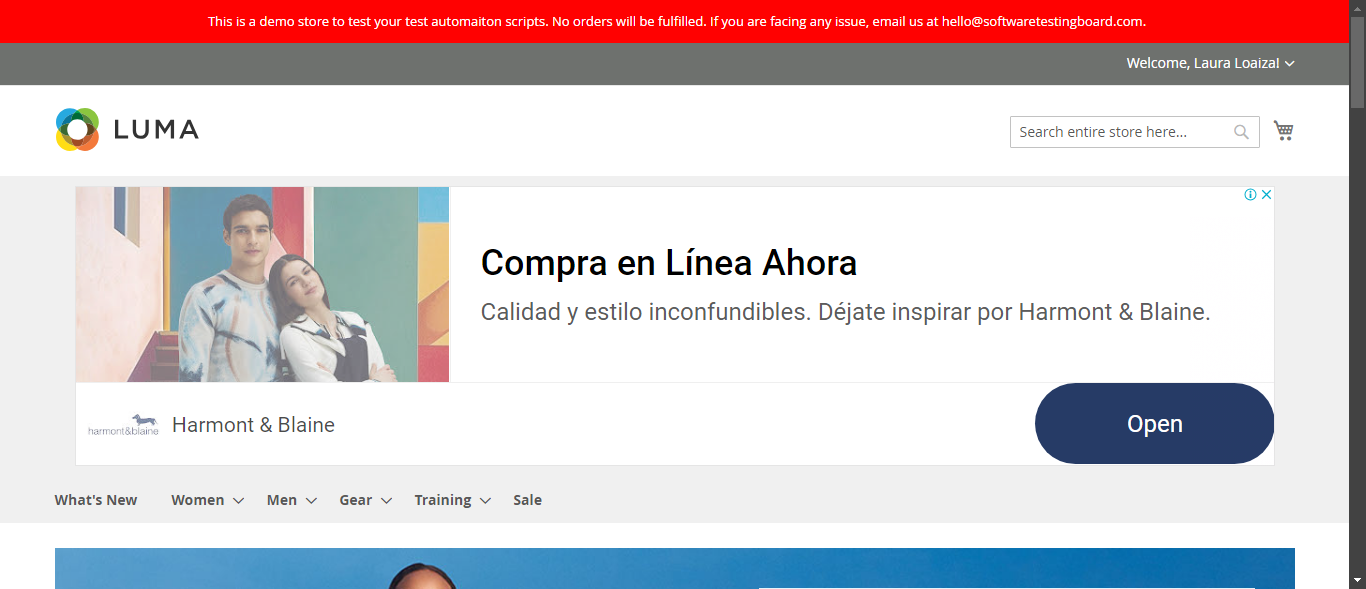 This is a demo store to test your test automaiton scripts. No orders will be fulfilled. If you are facing any issue, email us at hello@softwaretestingboard.com.
Welcome, Laura Loaiza!
LUMA
Search entire store here...
Compra en Línea Ahora
Calidad y estilo inconfundibles. Déjate inspirar por Harmont & Blaine.
harmont&blaine
Harmont & Blaine
Open
What's New Women Men Gear Training Sale